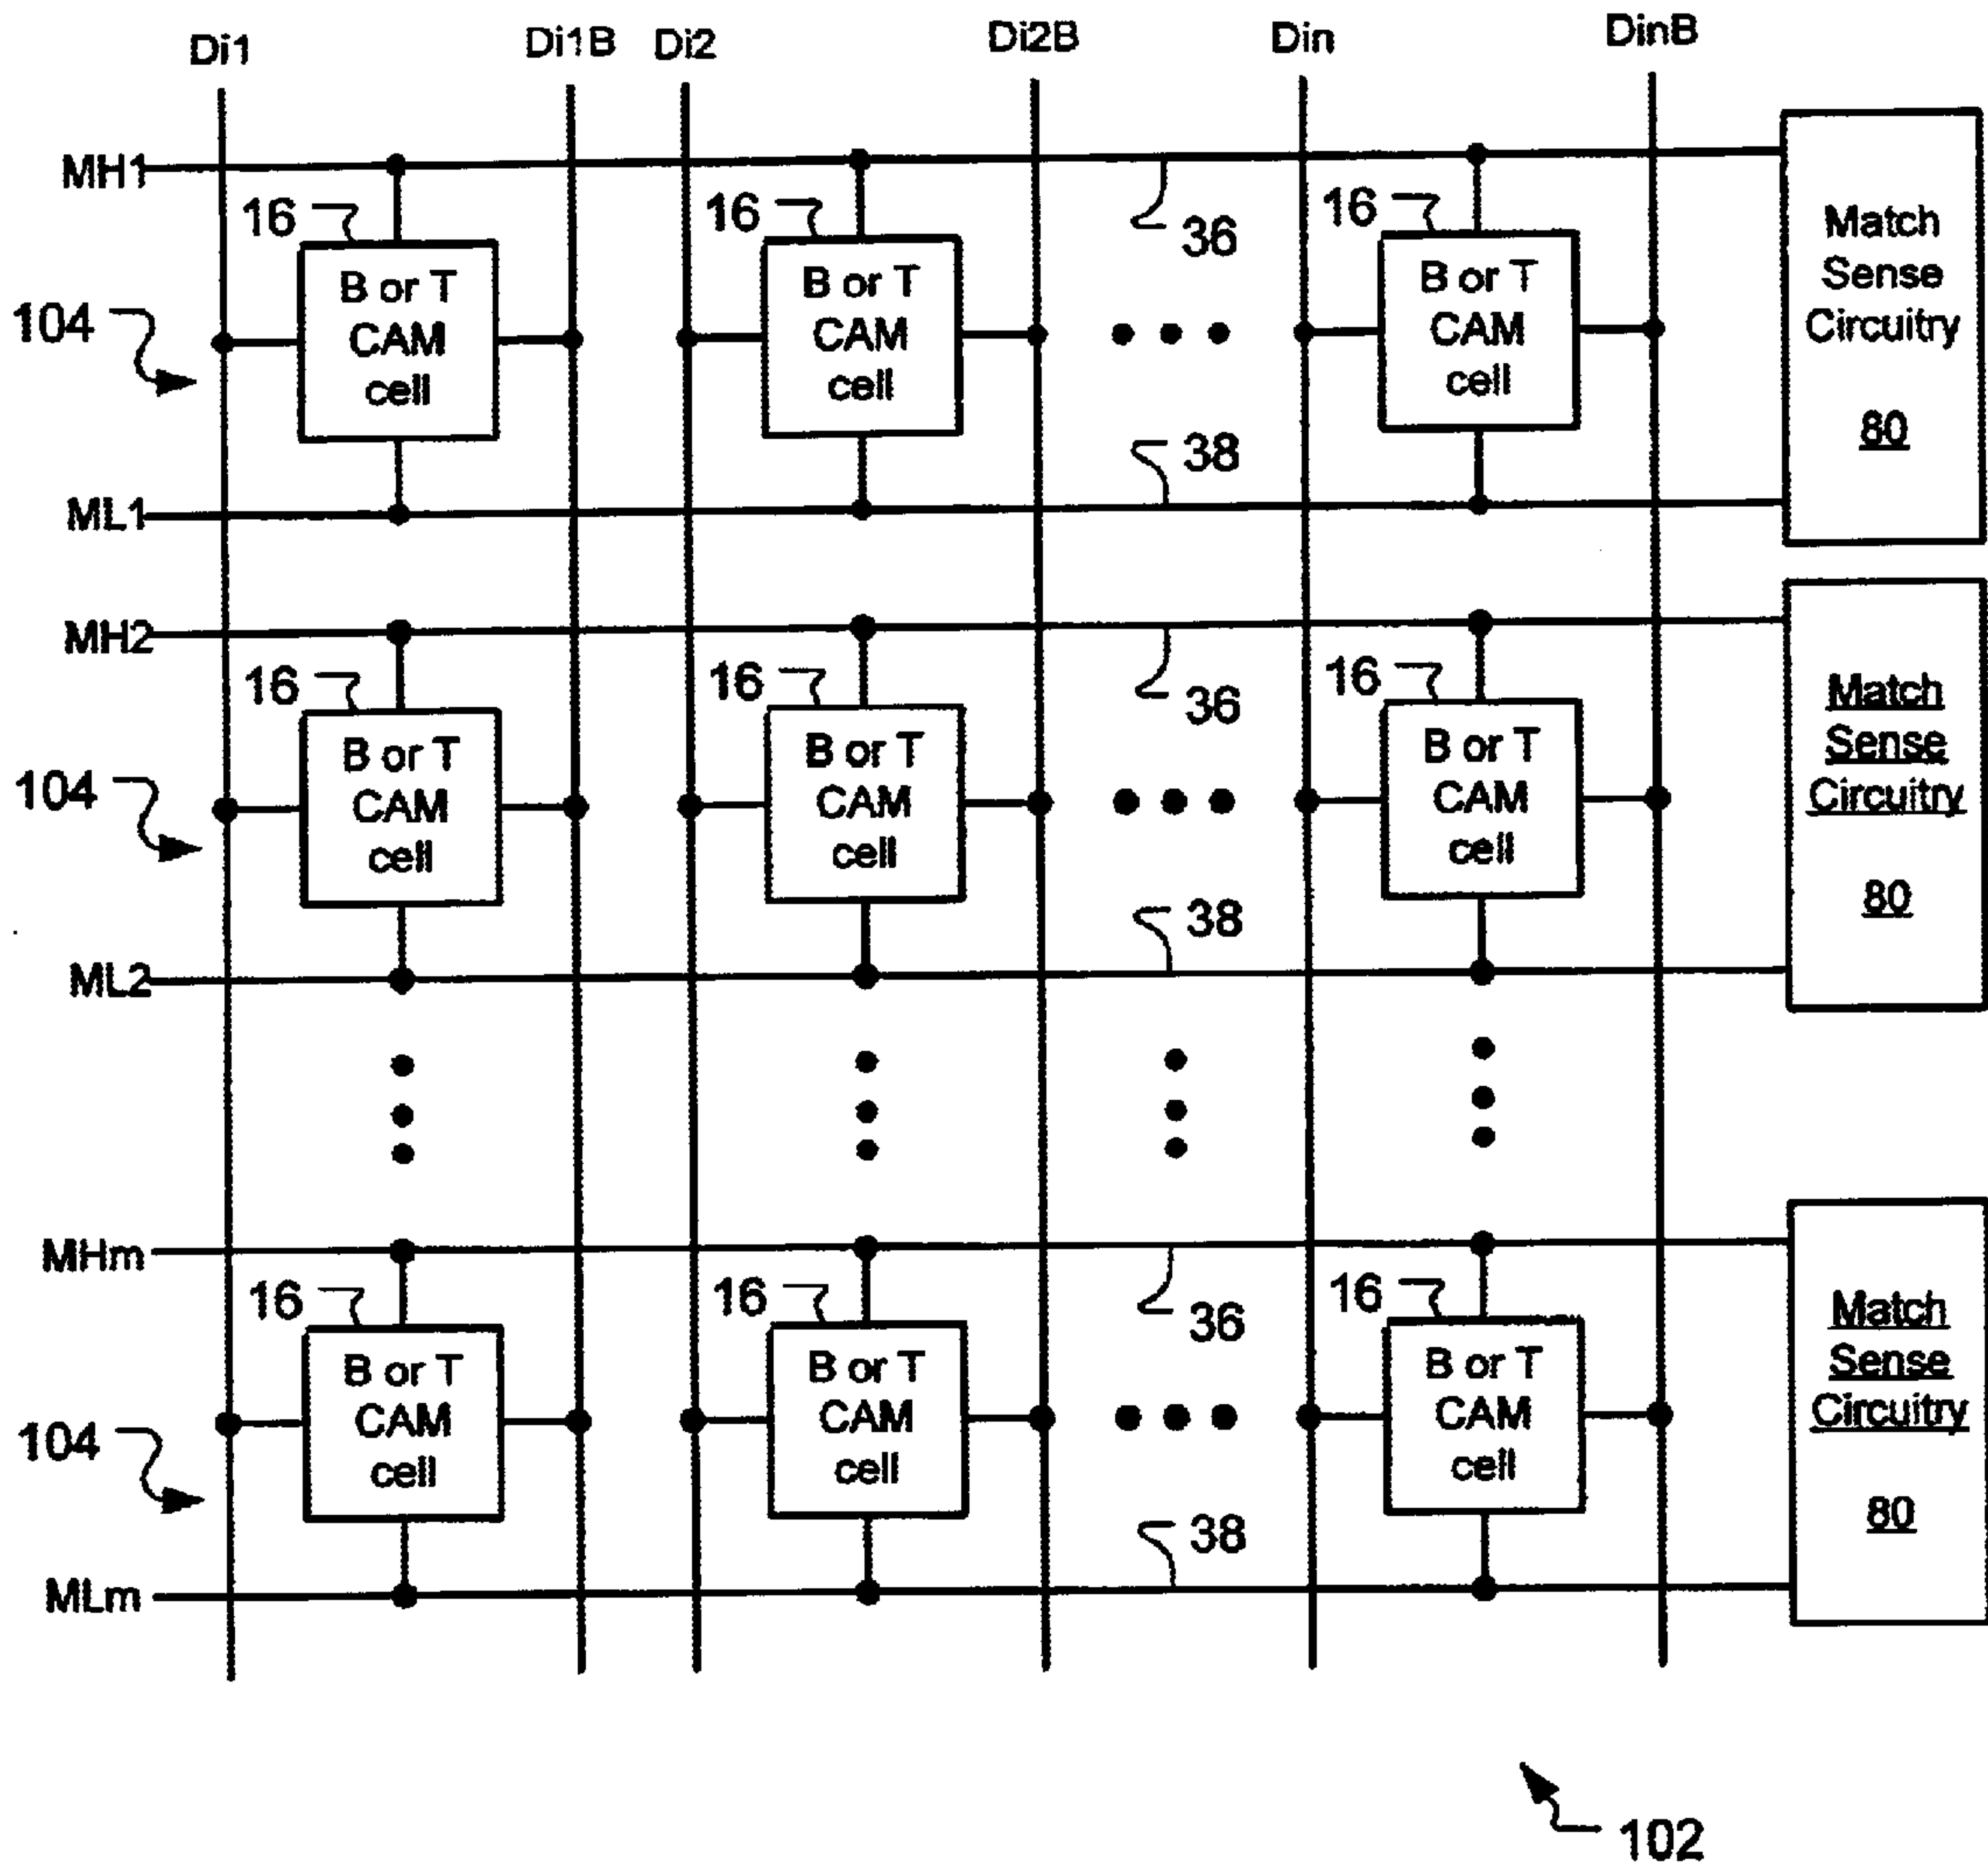 Di1 Di1B Di2 Di2B Din DinB
MH1
16 16 36 16
Match
Sense
Circuitry
80
104
B or T
CAM
cell
B or T
CAM
cell
B or T
CAM
cell
38
ML1
MH2
16 16 36 16
Match
Sense
Circuitry
80
104
B or T
CAM
cell
B or T
CAM
cell
B or T
CAM
cell
38
ML2
MHm
16 16 36 16
Match
Sense
Circuitry
80
104
B or T
CAM
cell
B or T
CAM
cell
B or T
CAM
cell
38
MLm
102